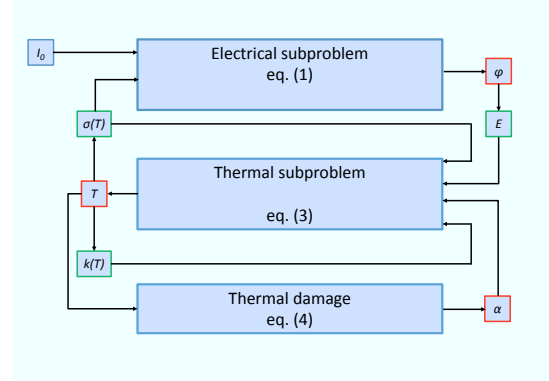 I₀
Electrical subproblem
eq. (1)
φ
σ(T)
E
Thermal subproblem
T
eq. (3)
k(T)
Thermal damage
eq. (4)
α